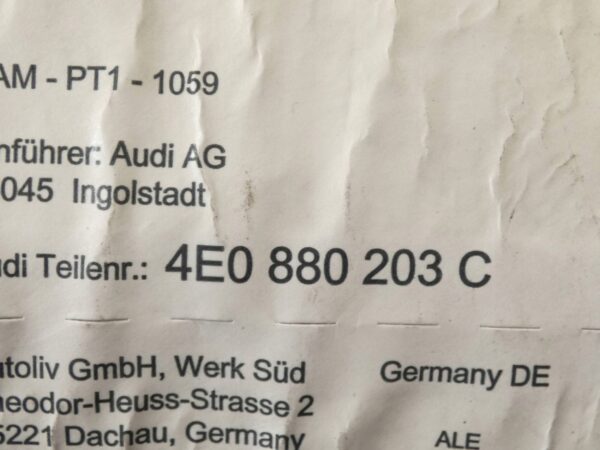 AM - PT1 - 1059
nführer: Audi AG
045 Ingolstadt
udi Teilenr.: 4E0 880 203 C
utoliv GmbH, Werk Süd Germany DE
heodor-Heuss-Strasse 2
5221 Dachau, Germany ALE